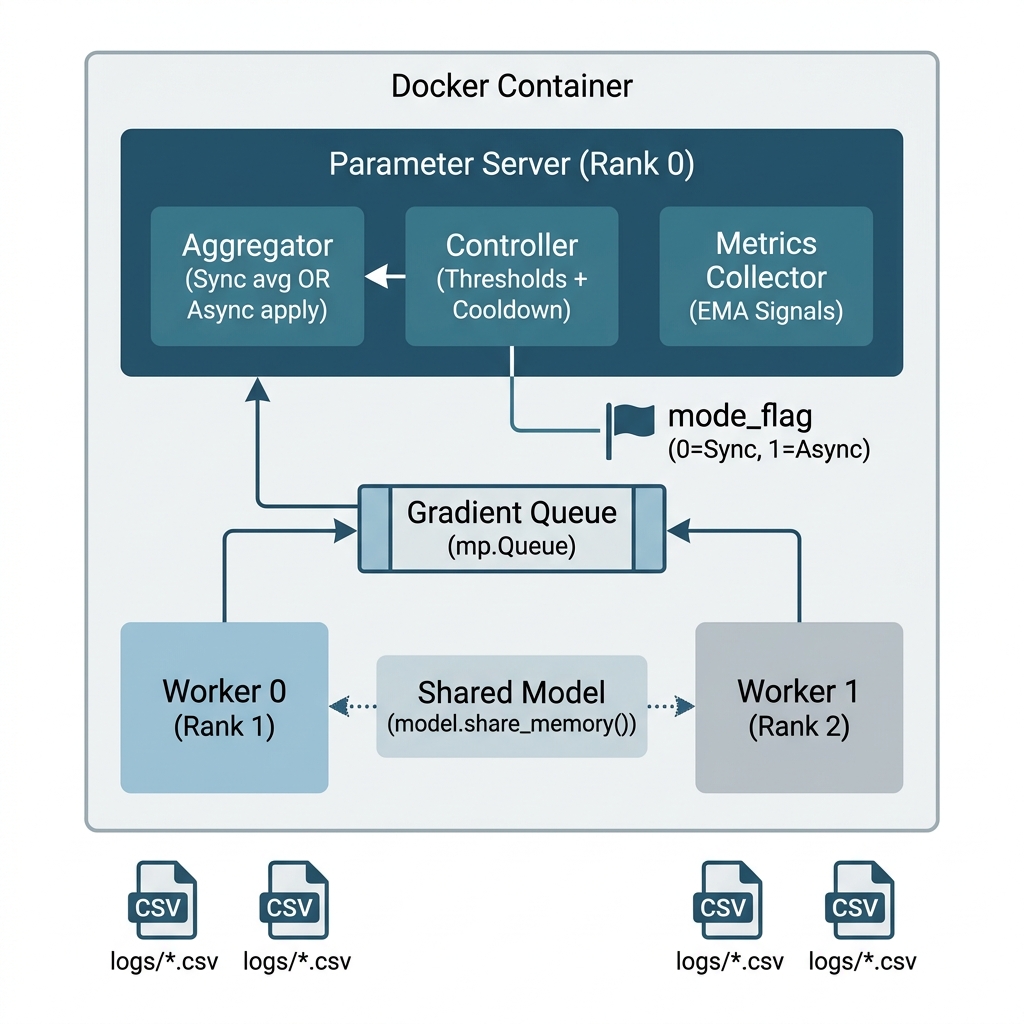 Docker Container
Parameter Server (Rank 0)
Aggregator
(Sync avg OR
Async apply)
Controller
(Thresholds +
Cooldown)
Metrics
Collector
(EMA Signals)
mode_flag
(0=Sync, 1=Async)
Gradient Queue
(mp.Queue)
Worker 0
(Rank 1)
Shared Model
(model.share_memory())
Worker 1
(Rank 2)
CSV
logs/*.csv
CSV
logs/*.csv
CSV
logs/*.csv
CSV
logs/*.csv